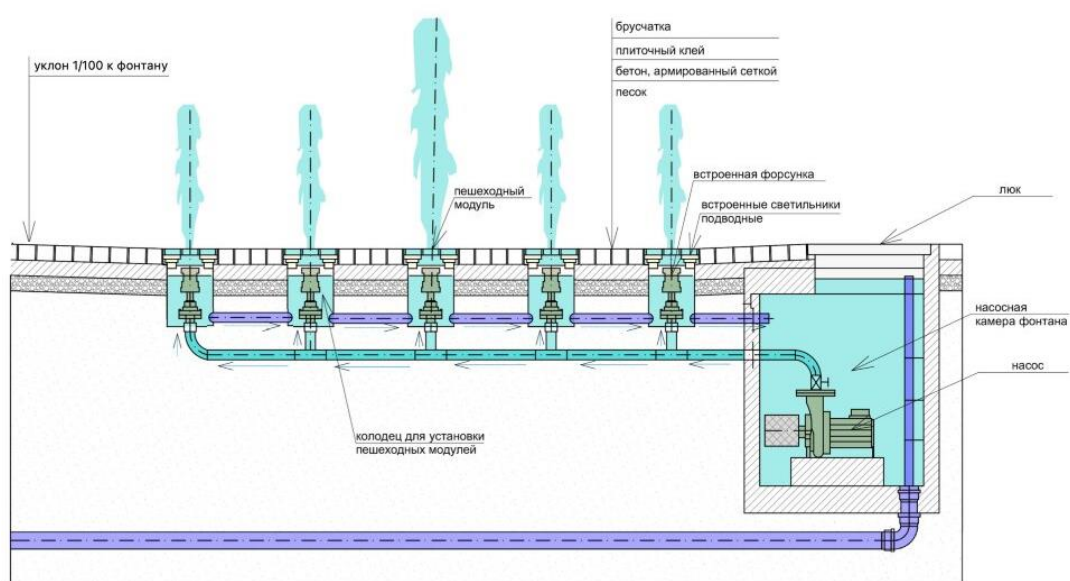 брусчатка
уклон 1/100 к фонтану
плиточный клей
бетон, армированный сеткой
песок
встроенная форсунка
пешеходный
модуль
люк
встроенные светильники
подводные
насосная
камера фонтана
насос
колодец для установки
пешеходных модулей